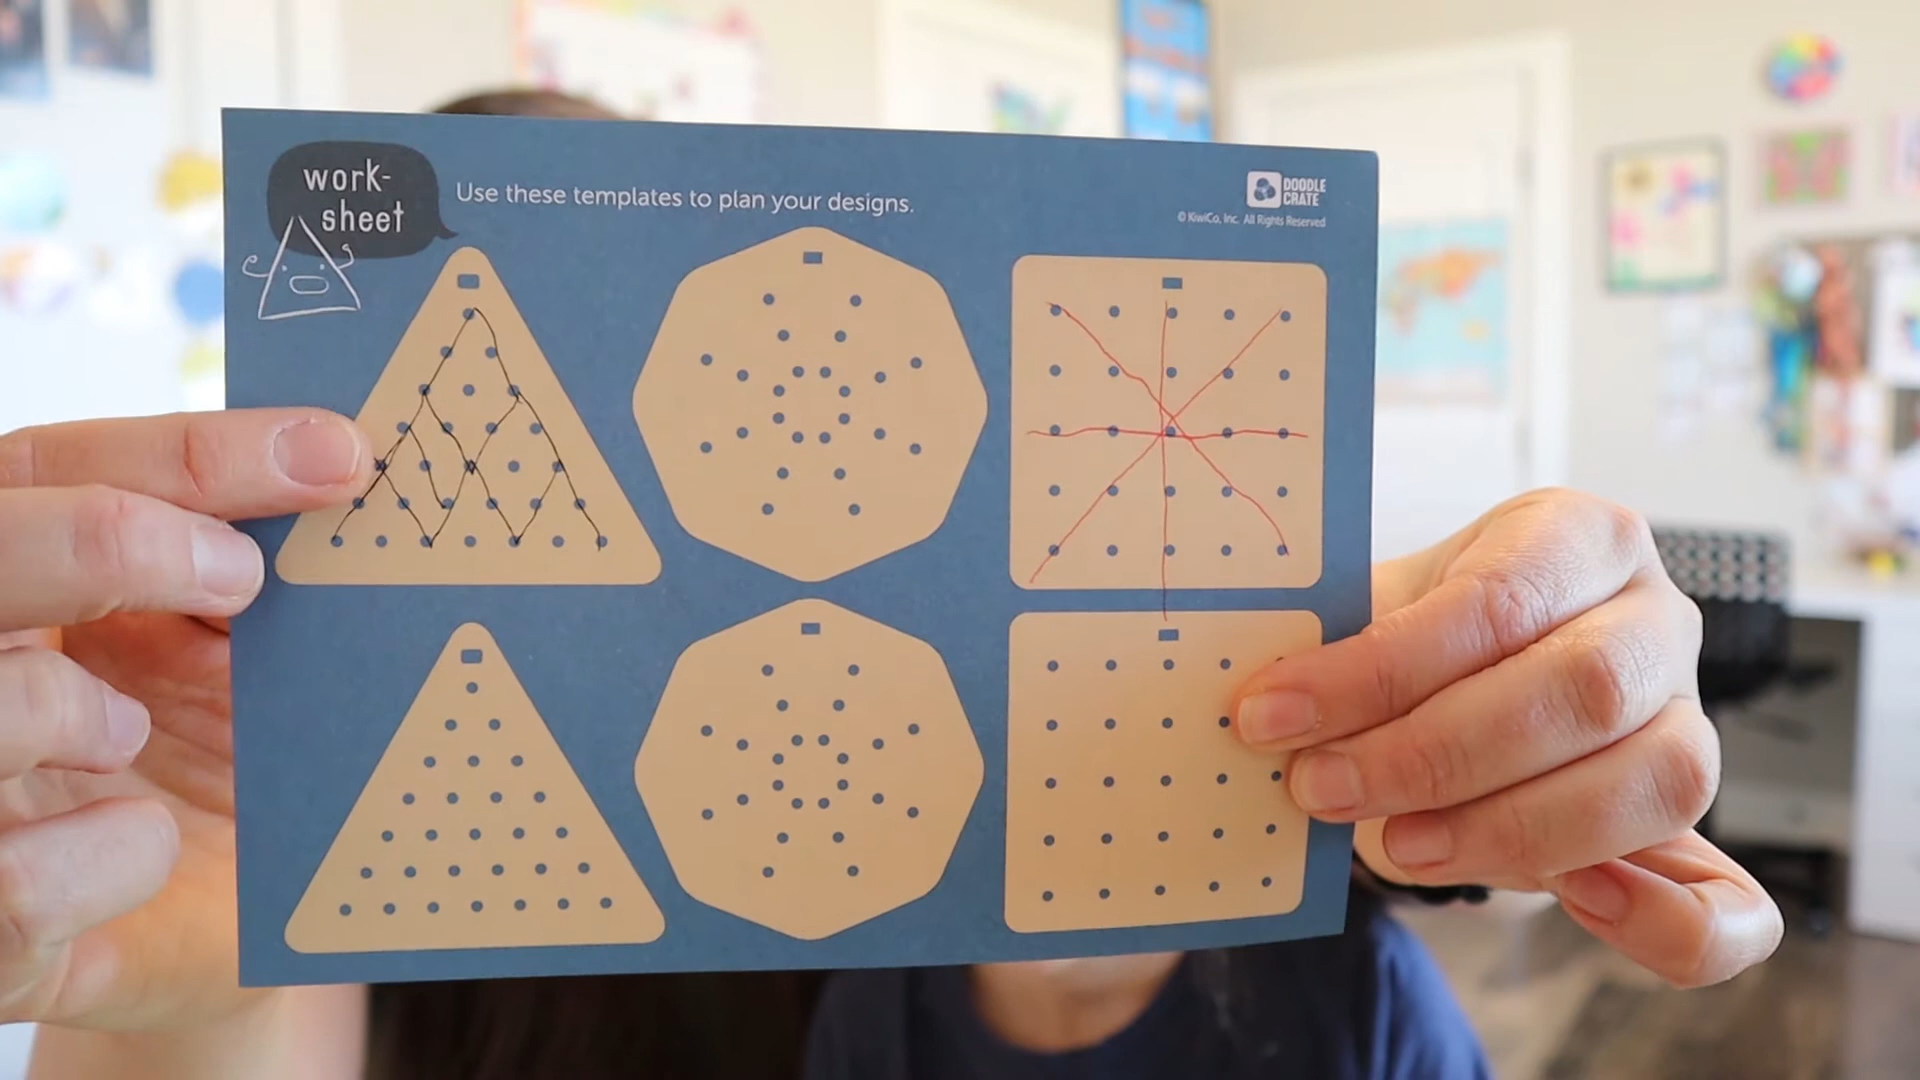 work-
sheet
Use these templates to plan your designs.
DOODLE
CRATE
© KiwiCo, Inc. All Rights Reserved